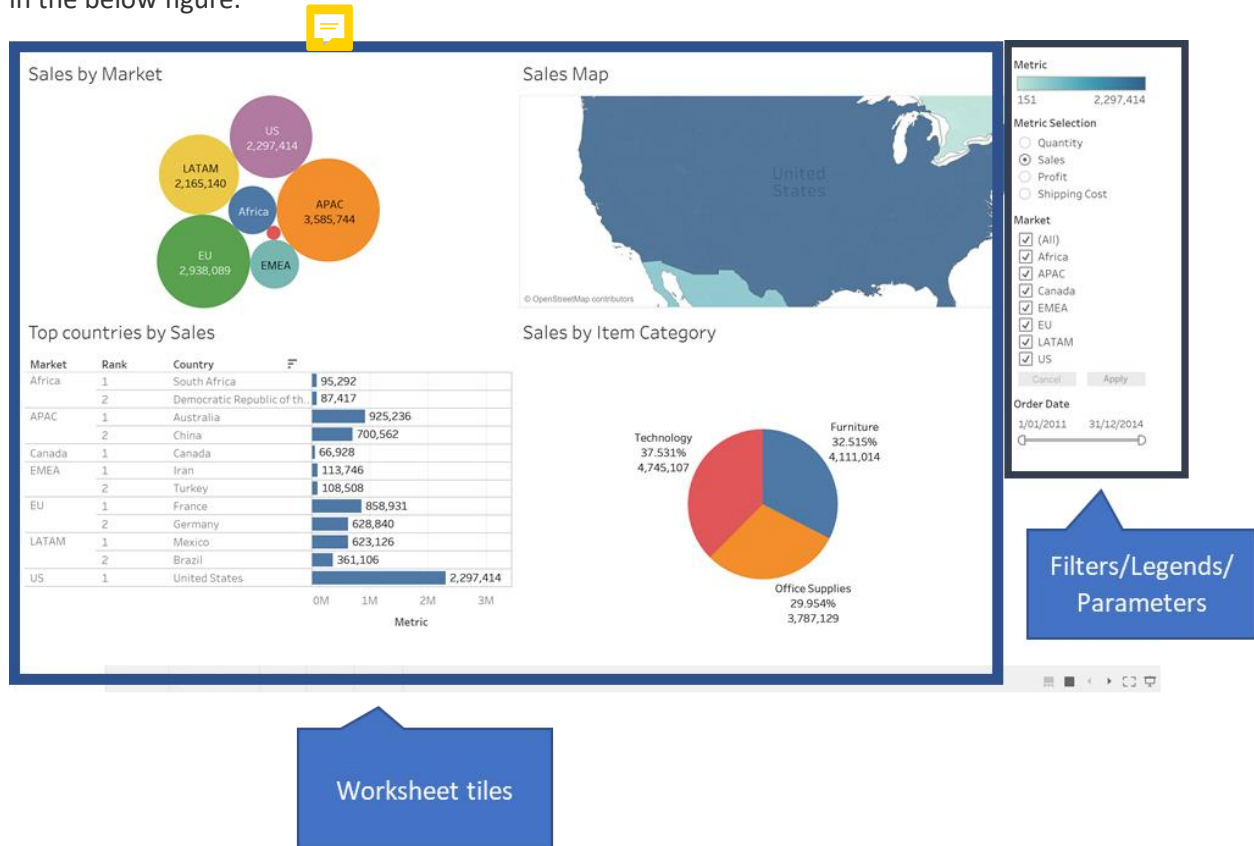 in the below figure.
Sales by Market
US
2,297,414
LATAM
2,165,140
Africa
APAC
3,585,744
EU
2,938,089
EMEA
Sales Map
United
States
© OpenStreetMap contributors
Top countries by Sales
Market Rank Country
Africa 1 South Africa 95,292
2 Democratic Republic of th.. 87,417
APAC 1 Australia 925,236
2 China 700,562
Canada 1 Canada 66,928
EMEA 1 Iran 113,746
2 Turkey 108,508
EU 1 France 858,931
2 Germany 628,840
LATAM 1 Mexico 623,126
2 Brazil 361,106
US 1 United States 2,297,414
0M 1M 2M 3M
Metric
Sales by Item Category
Technology
37.531%
4,745,107
Furniture
32.515%
4,111,014
Office Supplies
29.954%
3,787,129
Metric
151 2,297,414
Metric Selection
Quantity
Sales
Profit
Shipping Cost
Market
(All)
Africa
APAC
Canada
EMEA
EU
LATAM
US
Cancel Apply
Order Date
1/01/2011 31/12/2014
Filters/Legends/
Parameters
Worksheet tiles